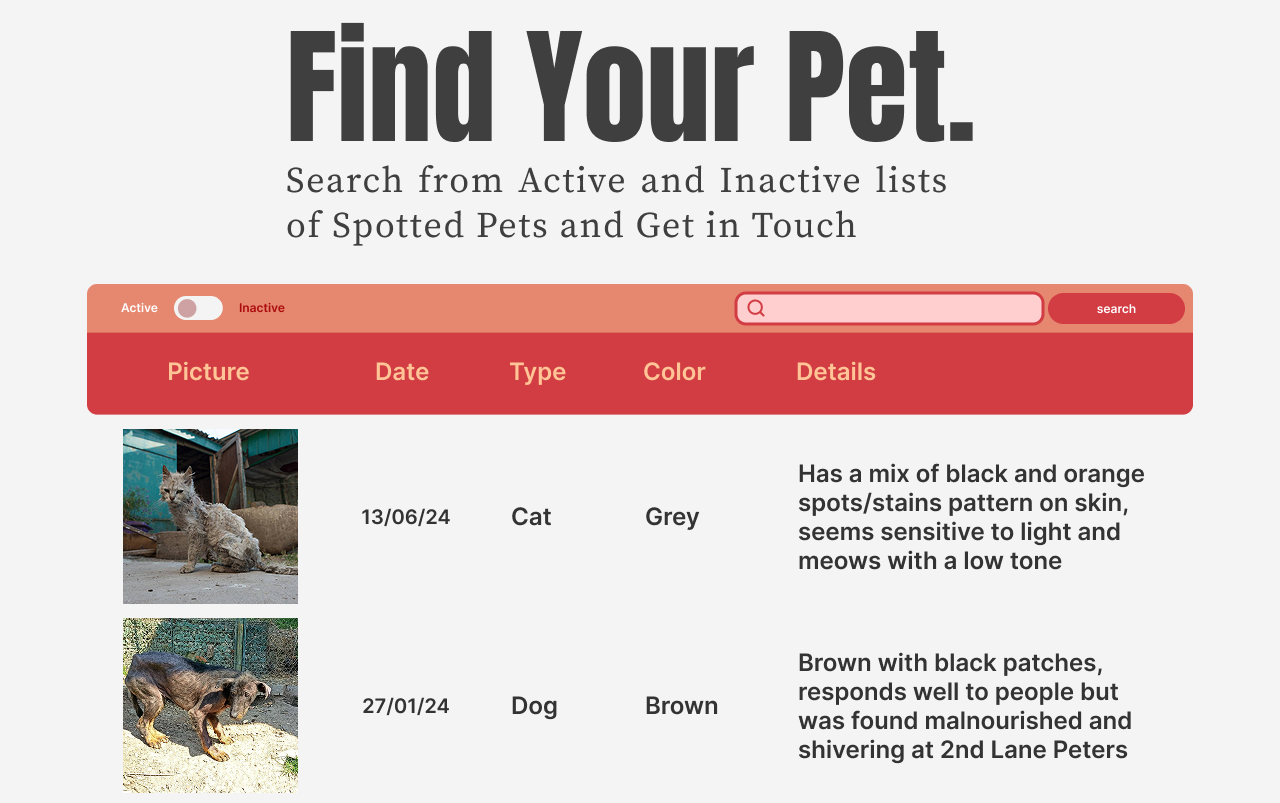 Find Your Pet.
Search from Active and Inactive lists
of Spotted Pets and Get in Touch
Active Inactive search
Picture Date Type Color Details
13/06/24 Cat Grey
Has a mix of black and orange
spots/stains pattern on skin,
seems sensitive to light and
meows with a low tone
27/01/24 Dog Brown
Brown with black patches,
responds well to people but
was found malnourished and
shivering at 2nd Lane Peters